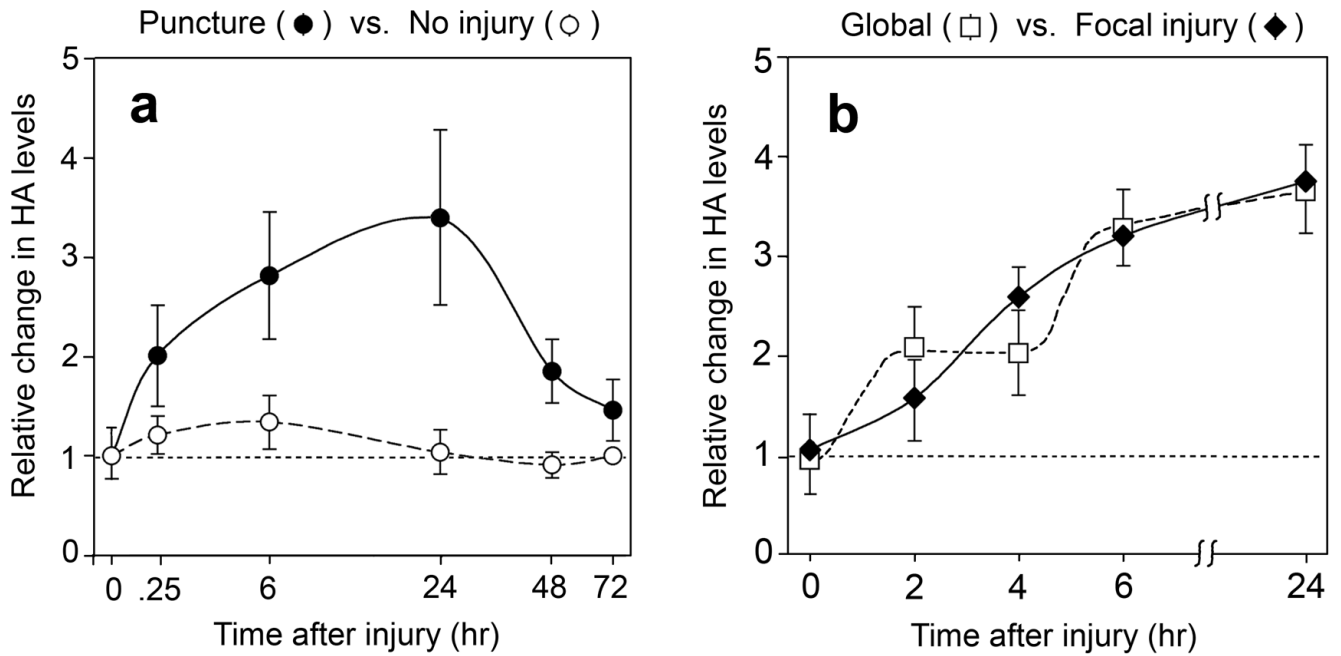 Puncture ( ● ) vs. No injury ( ○ )
a
Relative change in HA levels
5
4
3
2
1
0
0 .25 6 24 48 72
Time after injury (hr)
Global ( □ ) vs. Focal injury ( ◆ )
b
Relative change in HA levels
5
4
3
2
1
0
0 2 4 6 24
Time after injury (hr)